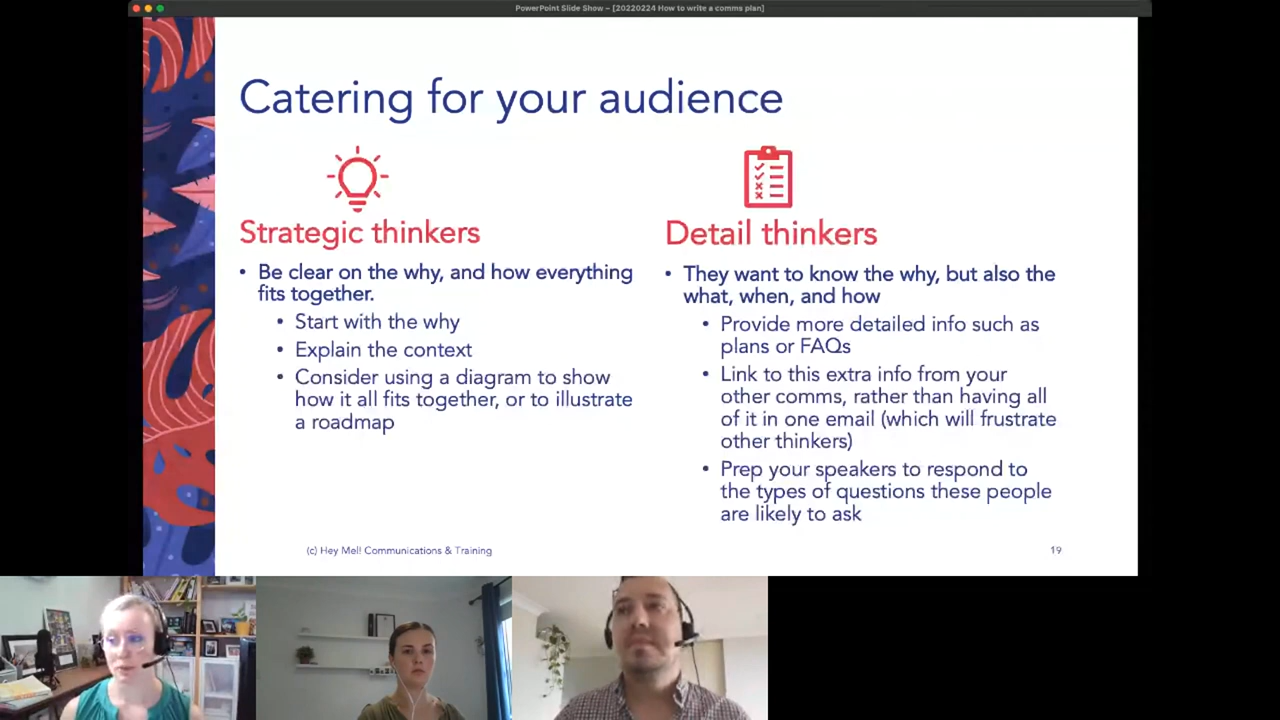 PowerPoint Slide Show – [20220224 How to write a comms plan]
Catering for your audience
Strategic thinkers
• Be clear on the why, and how everything
fits together.
• Start with the why
• Explain the context
• Consider using a diagram to show
how it all fits together, or to illustrate
a roadmap
Detail thinkers
• They want to know the why, but also the
what, when, and how
• Provide more detailed info such as
plans or FAQs
• Link to this extra info from your
other comms, rather than having all
of it in one email (which will frustrate
other thinkers)
• Prep your speakers to respond to
the types of questions these people
are likely to ask
(c) Hey Mel! Communications & Training
19